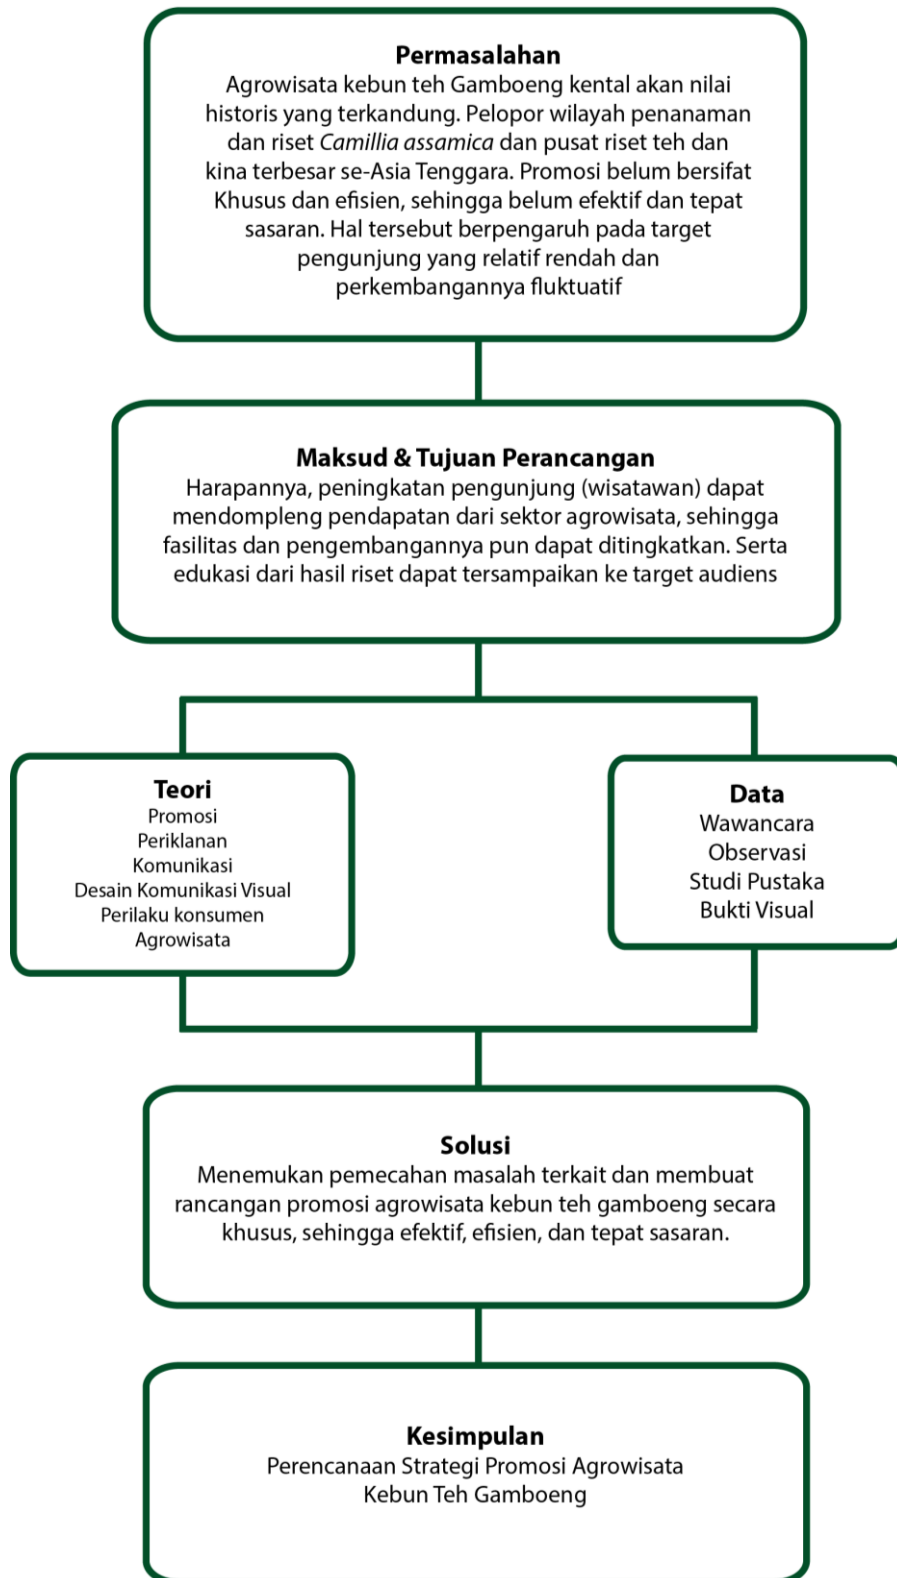 Permasalahan
Agrowisata kebun teh Gamboeng kental akan nilai
historis yang terkandung. Pelopor wilayah penanaman
dan riset Camillia assamica dan pusat riset teh dan
kina terbesar se-Asia Tenggara. Promosi belum bersifat
Khusus dan efisien, sehingga belum efektif dan tepat
sasaran. Hal tersebut berpengaruh pada target
pengunjung yang relatif rendah dan
perkembangannya fluktuatif
Maksud & Tujuan Perancangan
Harapannya, peningkatan pengunjung (wisatawan) dapat
mendompleng pendapatan dari sektor agrowisata, sehingga
fasilitas dan pengembangannya pun dapat ditingkatkan. Serta
edukasi dari hasil riset dapat tersampaikan ke target audiens
Teori
Promosi
Periklanan
Komunikasi
Desain Komunikasi Visual
Perilaku konsumen
Agrowisata
Data
Wawancara
Observasi
Studi Pustaka
Bukti Visual
Solusi
Menemukan pemecahan masalah terkait dan membuat
rancangan promosi agrowisata kebun teh gamboeng secara
khusus, sehingga efektif, efisien, dan tepat sasaran.
Kesimpulan
Perencanaan Strategi Promosi Agrowisata
Kebun Teh Gamboeng